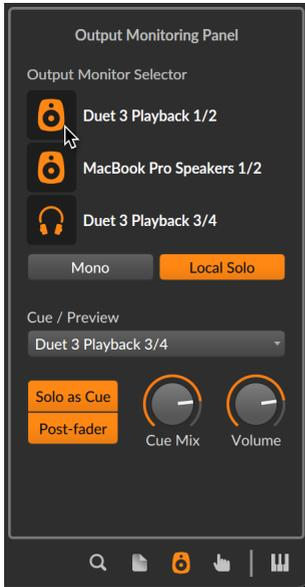 Output Monitoring Panel
Output Monitor Selector
Duet 3 Playback 1/2
MacBook Pro Speakers 1/2
Duet 3 Playback 3/4
Mono Local Solo
Cue / Preview
Duet 3 Playback 3/4
Solo as Cue
Post-fader
Cue Mix Volume